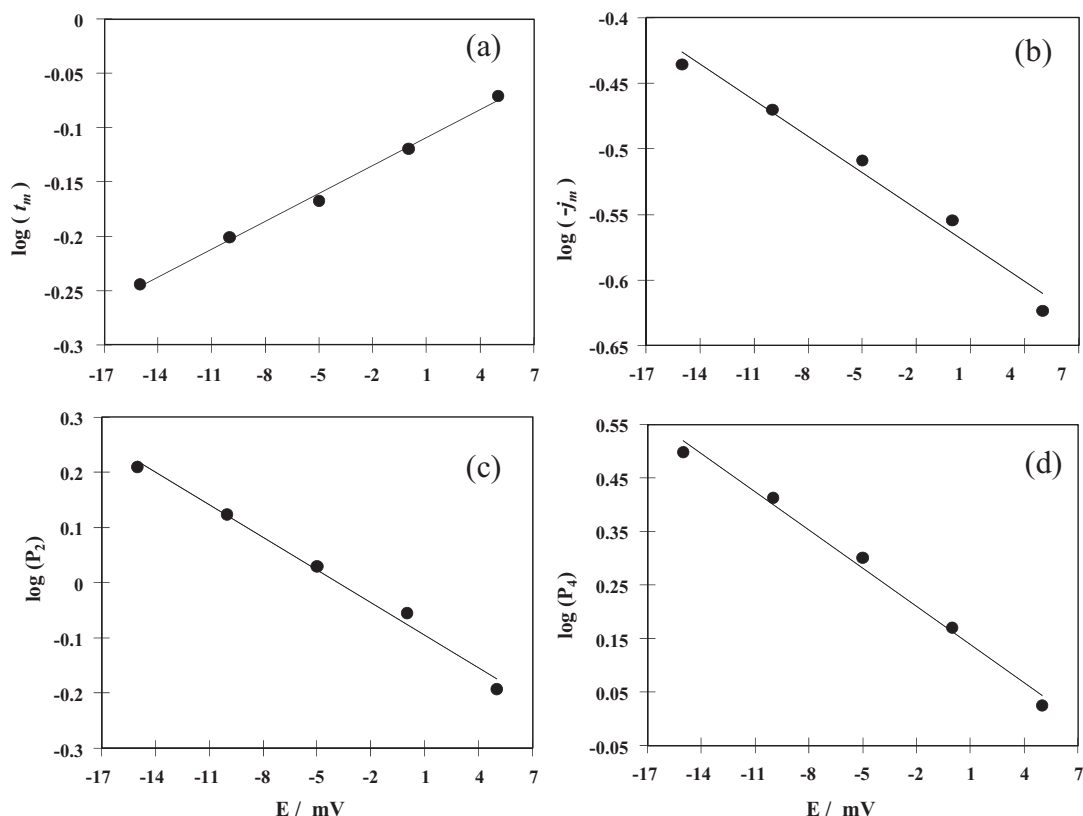 (a)
0
-0.05
-0.1
-0.15
-0.2
-0.25
-0.3
log ( t_m )
-17 -14 -11 -8 -5 -2 1 4 7
(b)
-0.4
-0.45
-0.5
-0.55
-0.6
-0.65
log ( -j_m )
-17 -14 -11 -8 -5 -2 1 4 7
(c)
0.3
0.2
0.1
0
-0.1
-0.2
-0.3
log (P₂)
-17 -14 -11 -8 -5 -2 1 4 7
E / mV
(d)
0.55
0.45
0.35
0.25
0.15
0.05
-0.05
log (P₄)
-17 -14 -11 -8 -5 -2 1 4 7
E / mV